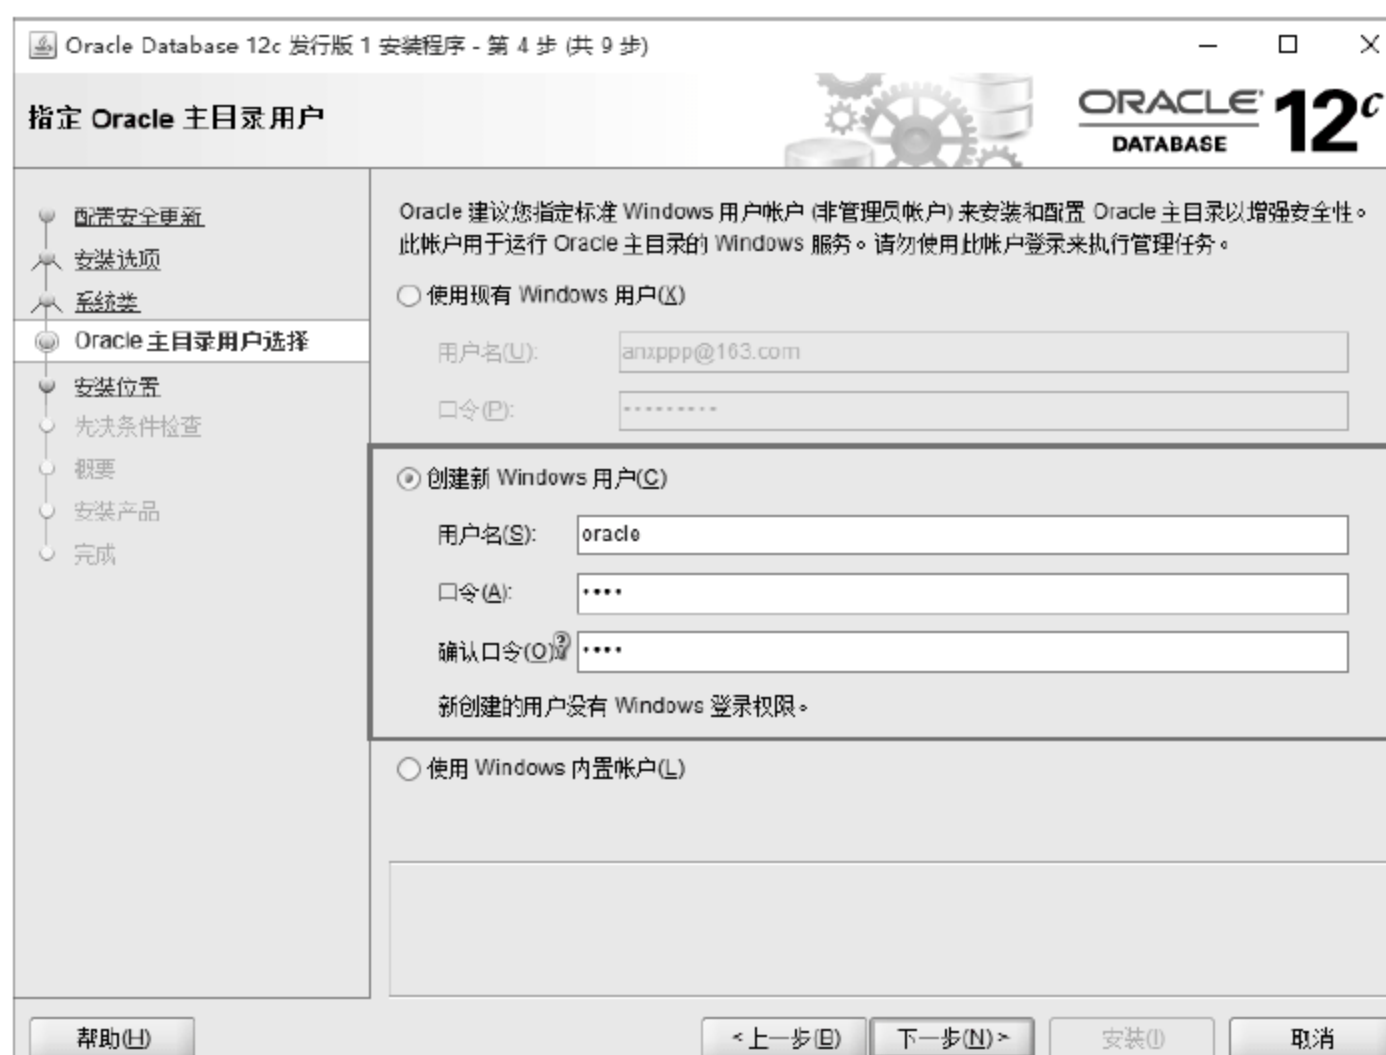 Oracle Database 12c 发行版 1 安装程序 - 第 4 步 (共 9 步)
指定 Oracle 主目录用户
ORACLE
DATABASE
12c
配置安全更新
安装选项
系统类
Oracle 主目录用户选择
安装位置
先决条件检查
概要
安装产品
完成
Oracle 建议您指定标准 Windows 用户帐户 (非管理员帐户) 来安装和配置 Oracle 主目录以增强安全性。
此帐户用于运行 Oracle 主目录的 Windows 服务。请勿使用此帐户登录来执行管理任务。
使用现有 Windows 用户(X)
用户名(U): anxppp@163.com
口令(P): •••••••••
创建新 Windows 用户(C)
用户名(S): oracle
口令(A): ••••
确认口令(O) ••••
新创建的用户没有 Windows 登录权限。
使用 Windows 内置帐户(L)
帮助(H) <上一步(B) 下一步(N)> 安装(I) 取消